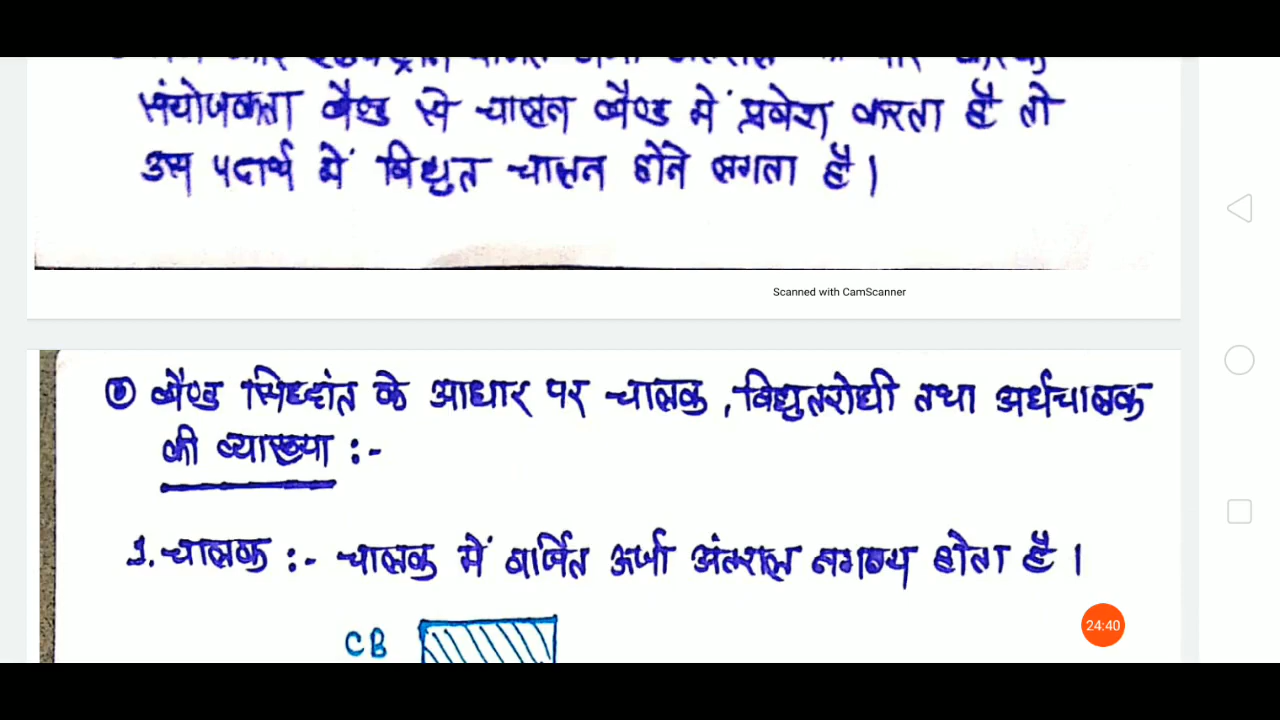 संयोजकता बैण्ड से चालन बैण्ड में प्रवेश करता है तो
उस पदार्थ में विद्युत चालन होने लगता है।
Scanned with CamScanner
बैण्ड सिध्दांत के आधार पर चालक, विद्युतरोधी तथा अर्धचालक
की व्याख्या :-
1. चालक :- चालक में वर्जित ऊर्जा अंतराल नगण्य होता है।
CB
24:40